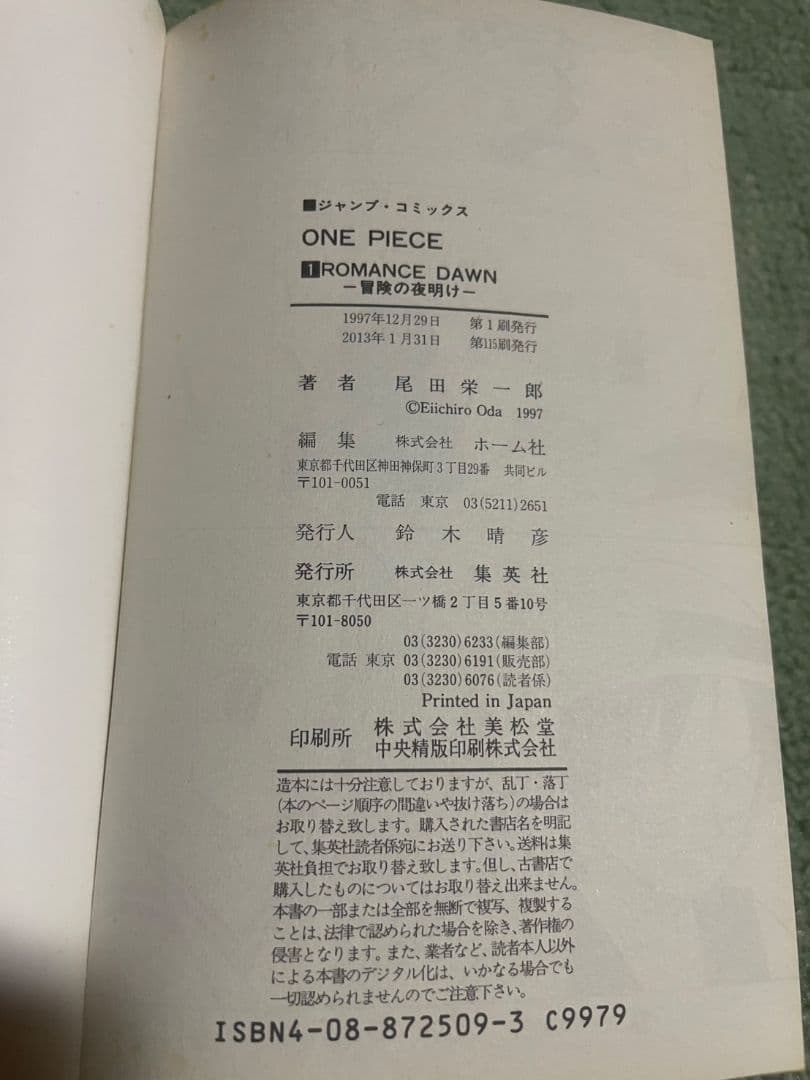 ■ジャンプ・コミックス
ONE PIECE
1 ROMANCE DAWN
―冒険の夜明け―
1997年12月29日 第1刷発行
2013年1月31日 第115刷発行
著者 尾田栄一郎
©Eiichiro Oda 1997
編集 株式会社 ホーム社
東京都千代田区神田神保町3丁目29番 共同ビル
〒101-0051
電話 東京 03(5211)2651
発行人 鈴木晴彦
発行所 株式会社 集英社
東京都千代田区一ツ橋2丁目5番10号
〒101-8050
03(3230)6233(編集部)
電話 東京 03(3230)6191(販売部)
03(3230)6076(読者係)
Printed in Japan
印刷所 株式会社美松堂
中央精版印刷株式会社
造本には十分注意しておりますが、乱丁・落丁
(本のページ順序の間違いや抜け落ち)の場合は
お取り替え致します。購入された書店名を明記
して、集英社読者係宛にお送り下さい。送料は集
英社負担でお取り替え致します。但し、古書店で
購入したものについてはお取り替え出来ません。
本書の一部または全部を無断で複写、複製する
ことは、法律で認められた場合を除き、著作権の
侵害となります。また、業者など、読者本人以外
による本書のデジタル化は、いかなる場合でも
一切認められませんのでご注意下さい。
ISBN4-08-872509-3 C9979